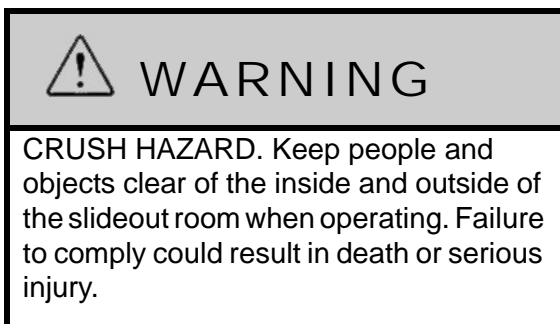 WARNING
CRUSH HAZARD. Keep people and
objects clear of the inside and outside of
the slideout room when operating. Failure
to comply could result in death or serious
injury.